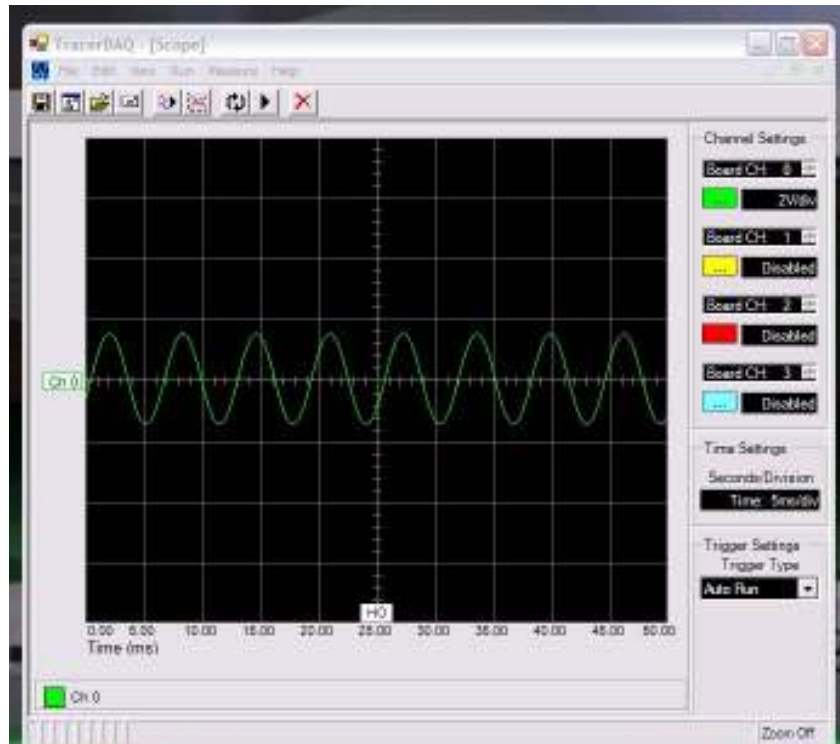 TracerDAQ - [Scope]
File Edit View Run Measure Help
Channel Settings
Board CH: 0
... 2V/div
Board CH: 1
... Disabled
Board CH: 2
Disabled
Board CH: 3
... Disabled
Ch 0
Time Settings
Seconds/Division
Time: 5ms/div
Trigger Settings
Trigger Type
Auto Run
HO
0.00 5.00 10.00 15.00 20.00 25.00 30.00 35.00 40.00 45.00 50.00
Time (ms)
Ch 0
Zoom Off